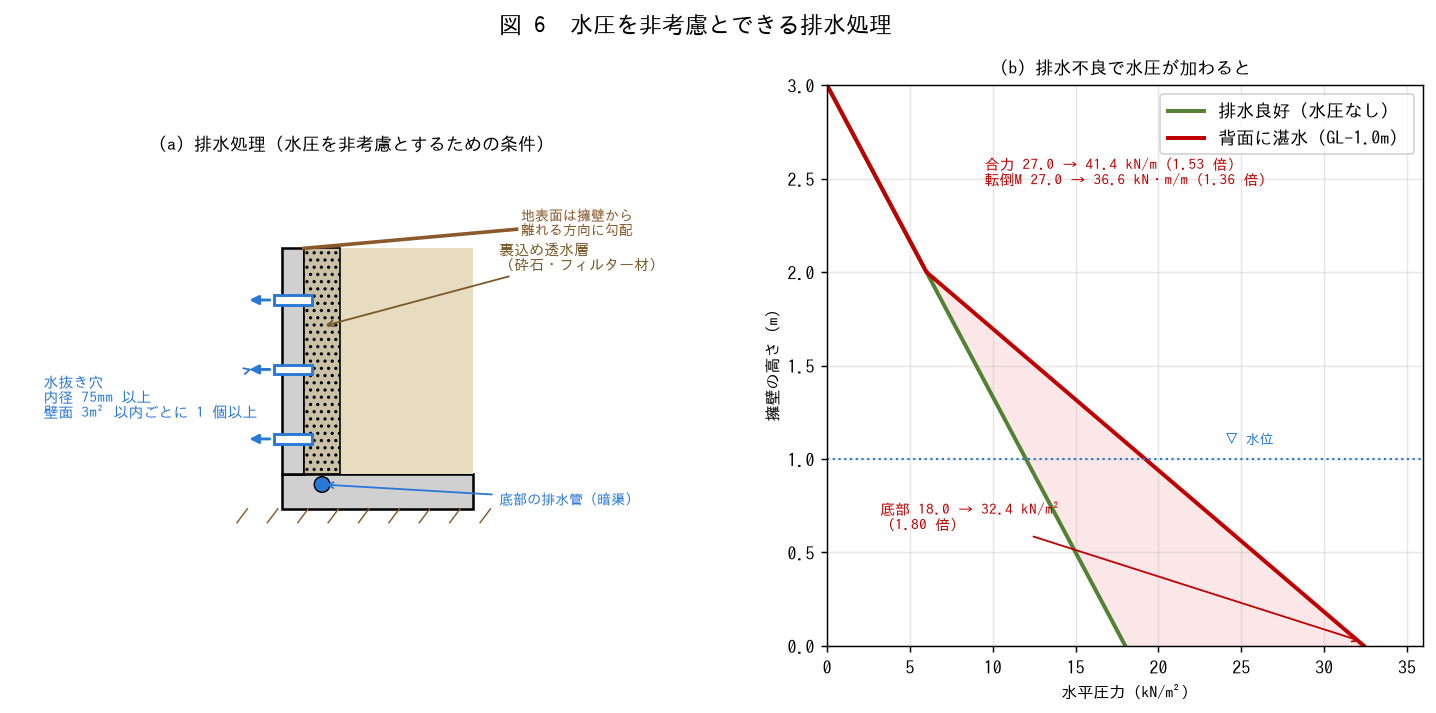 図 6　水圧を非考慮とできる排水処理
(a) 排水処理（水圧を非考慮とするための条件）
地表面は擁壁から
離れる方向に勾配
裏込め透水層
（砕石・フィルター材）
水抜き穴
内径 75mm 以上
壁面 3m² 以内ごとに 1 個以上
底部の排水管（暗渠）
(b) 排水不良で水圧が加わると
排水良好（水圧なし）
背面に湛水（GL-1.0m）
合力 27.0 → 41.4 kN/m（1.53 倍）
転倒M 27.0 → 36.6 kN・m/m（1.36 倍）
▽ 水位
底部 18.0 → 32.4 kN/m²
（1.80 倍）
擁壁の高さ (m)
3.0
2.5
2.0
1.5
1.0
0.5
0.0
0 5 10 15 20 25 30 35
水平圧力 (kN/m²)